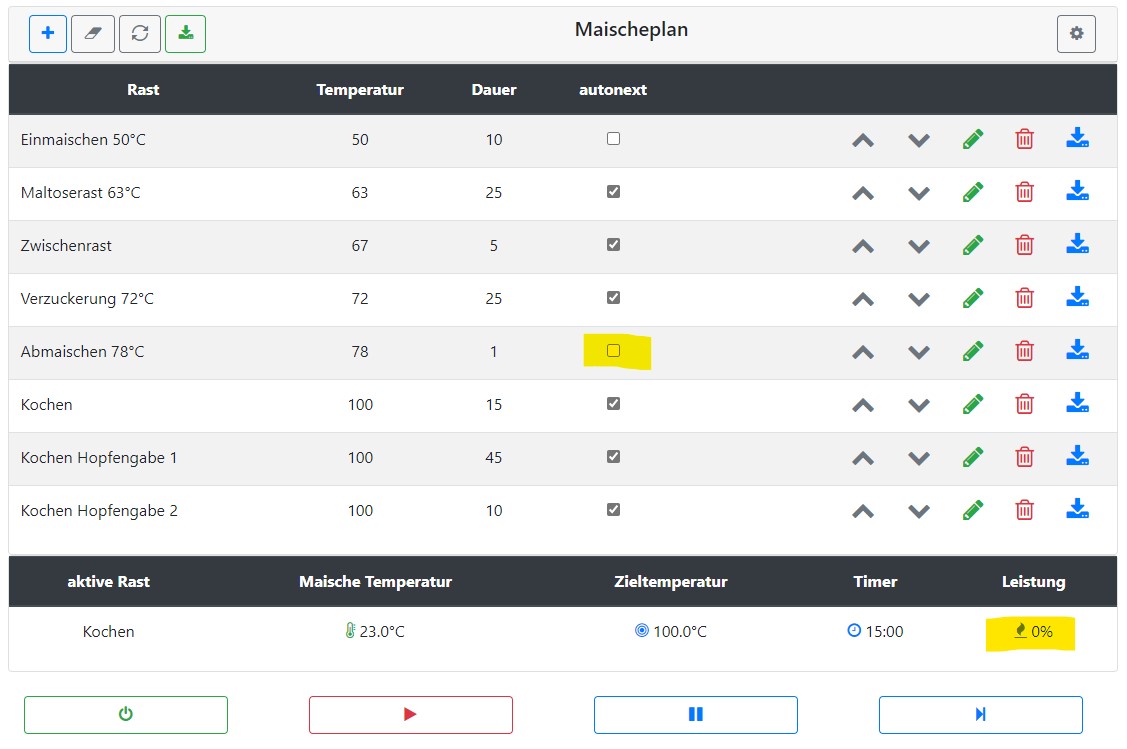 Maischeplan
Rast Temperatur Dauer autonext
Einmaischen 50°C 50 10
Maltoserast 63°C 63 25
Zwischenrast 67 5
Verzuckerung 72°C 72 25
Abmaischen 78°C 78 1
Kochen 100 15
Kochen Hopfengabe 1 100 45
Kochen Hopfengabe 2 100 10
aktive Rast Maische Temperatur Zieltemperatur Timer Leistung
Kochen 23.0°C 100.0°C 15:00 0%